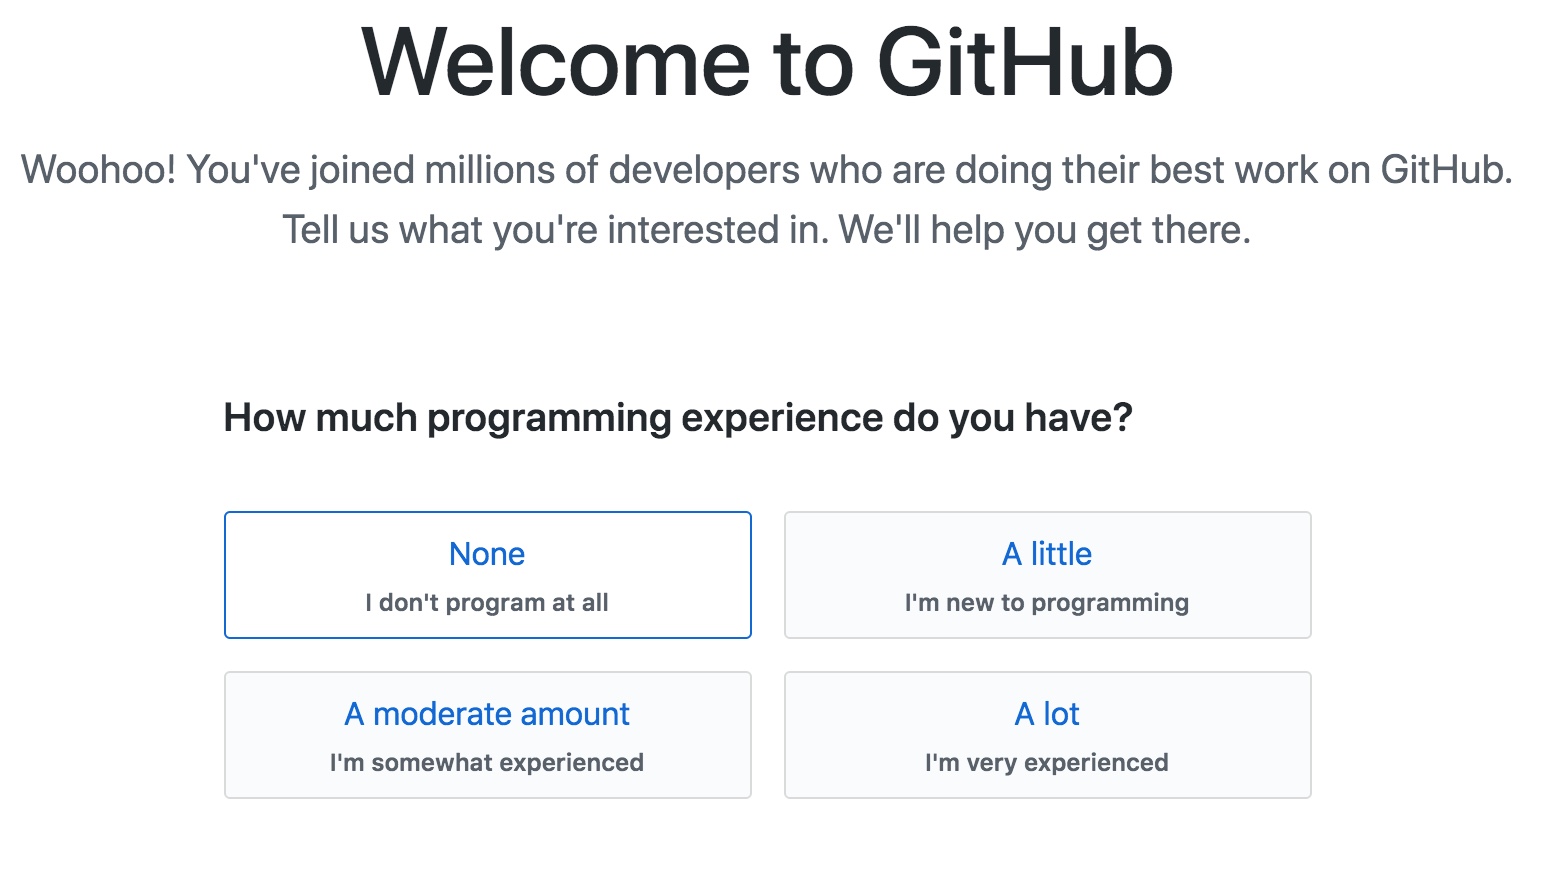 Welcome to GitHub
Woohoo! You've joined millions of developers who are doing their best work on GitHub.
Tell us what you're interested in. We'll help you get there.
How much programming experience do you have?
None
I don't program at all
A little
I'm new to programming
A moderate amount
I'm somewhat experienced
A lot
I'm very experienced